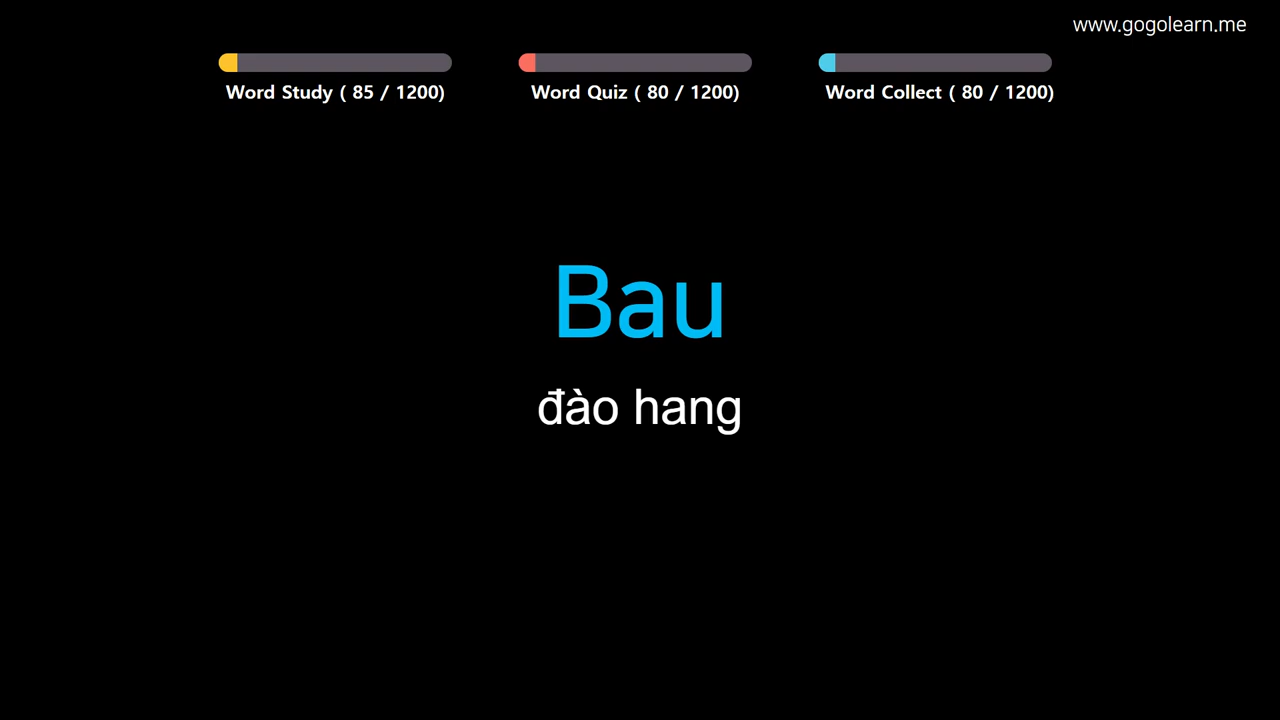 www.gogolearn.me
Word Study ( 85 / 1200)
Word Quiz ( 80 / 1200)
Word Collect ( 80 / 1200)
Bau
đào hang